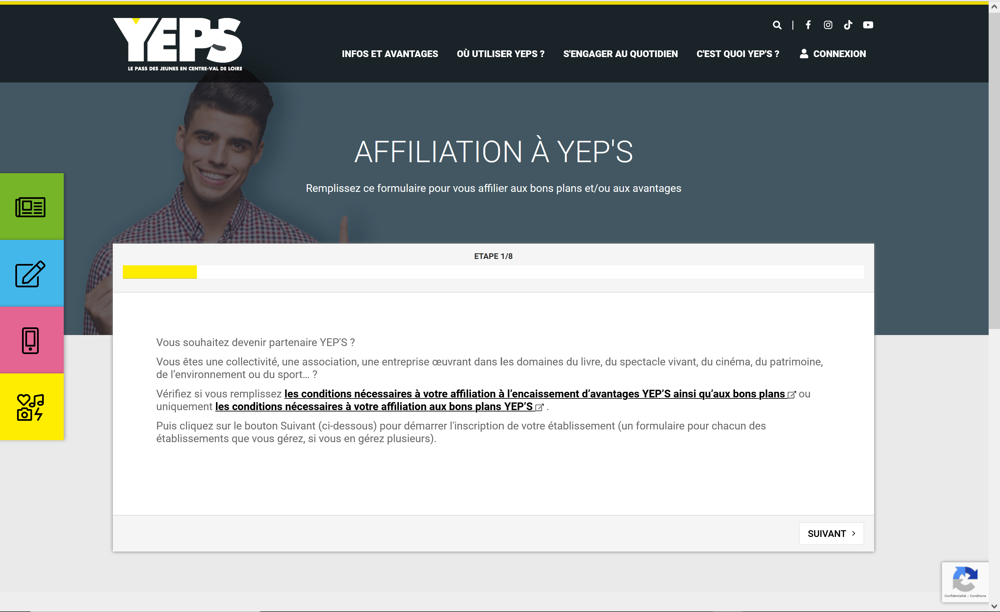 YEP'S
LE PASS DES JEUNES EN CENTRE-VAL DE LOIRE
INFOS ET AVANTAGES
OÙ UTILISER YEPS ?
S'ENGAGER AU QUOTIDIEN
C'EST QUOI YEP'S ?
CONNEXION
AFFILIATION À YEP'S
Remplissez ce formulaire pour vous affilier aux bons plans et/ou aux avantages
ETAPE 1/8
Vous souhaitez devenir partenaire YEP'S ?
Vous êtes une collectivité, une association, une entreprise œuvrant dans les domaines du livre, du spectacle vivant, du cinéma, du patrimoine,
de l’environnement ou du sport… ?
Vérifiez si vous remplissez les conditions nécessaires à votre affiliation à l’encaissement d’avantages YEP’S ainsi qu’aux bons plans ou
uniquement les conditions nécessaires à votre affiliation aux bons plans YEP’S .
Puis cliquez sur le bouton Suivant (ci-dessous) pour démarrer l'inscription de votre établissement (un formulaire pour chacun des
établissements que vous gérez, si vous en gérez plusieurs).
SUIVANT
Confidentialité - Conditions